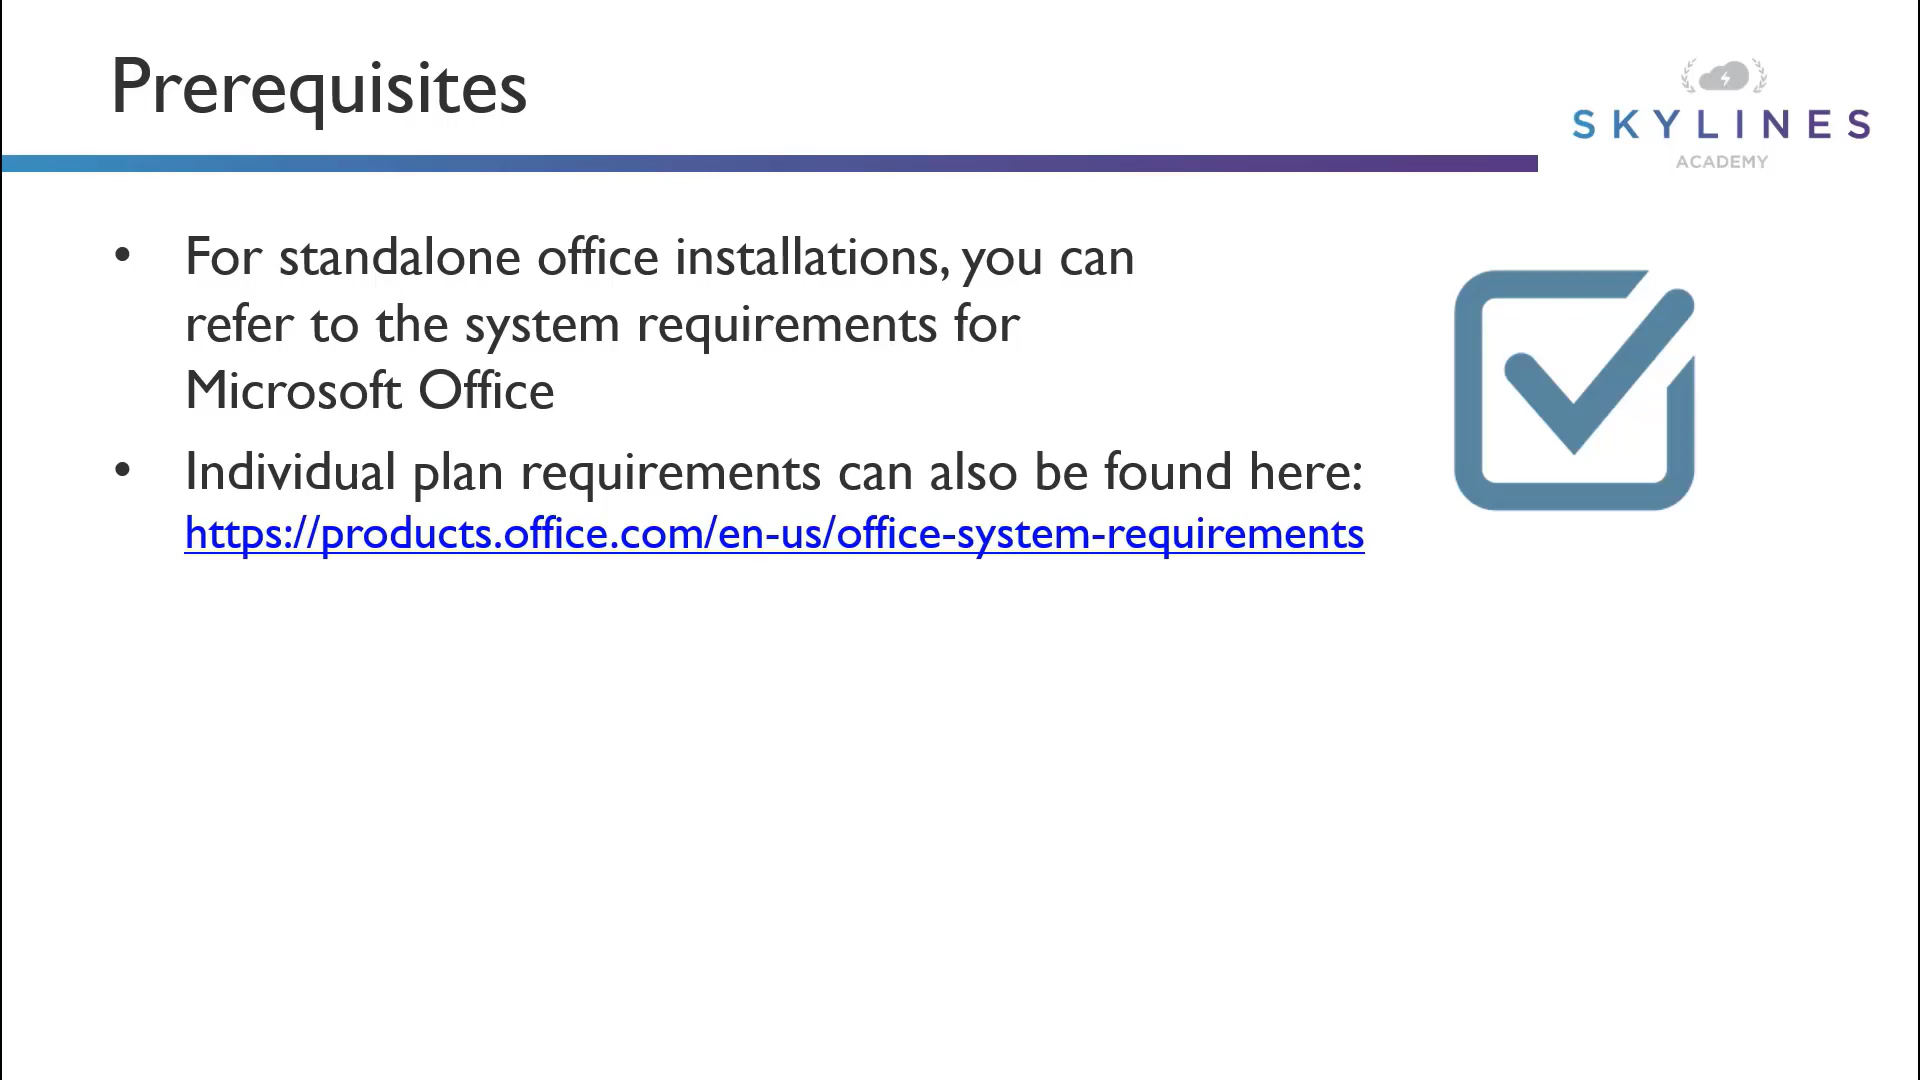 Prerequisites
SKYLINES
ACADEMY
• For standalone office installations, you can
refer to the system requirements for
Microsoft Office
• Individual plan requirements can also be found here:
https://products.office.com/en-us/office-system-requirements